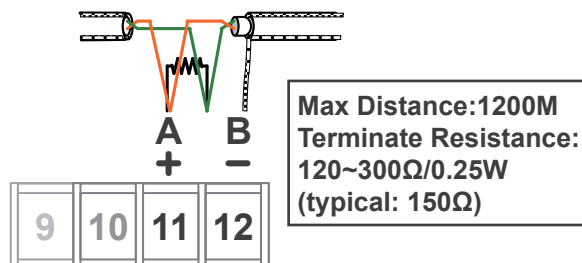 A B
+ −
Max Distance:1200M
Terminate Resistance:
120~300Ω/0.25W
(typical: 150Ω)
9 10 11 12